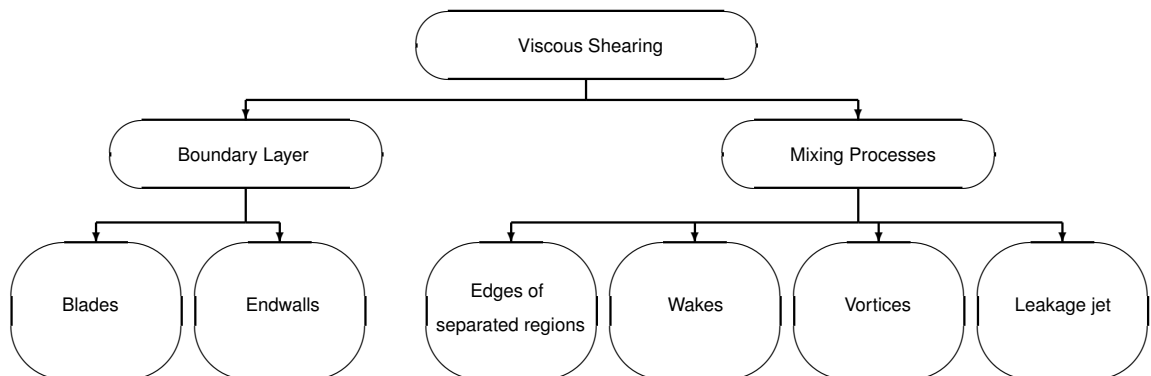 Viscous Shearing
Boundary Layer
Mixing Processes
Blades
Endwalls
Edges of
separated regions
Wakes
Vortices
Leakage jet